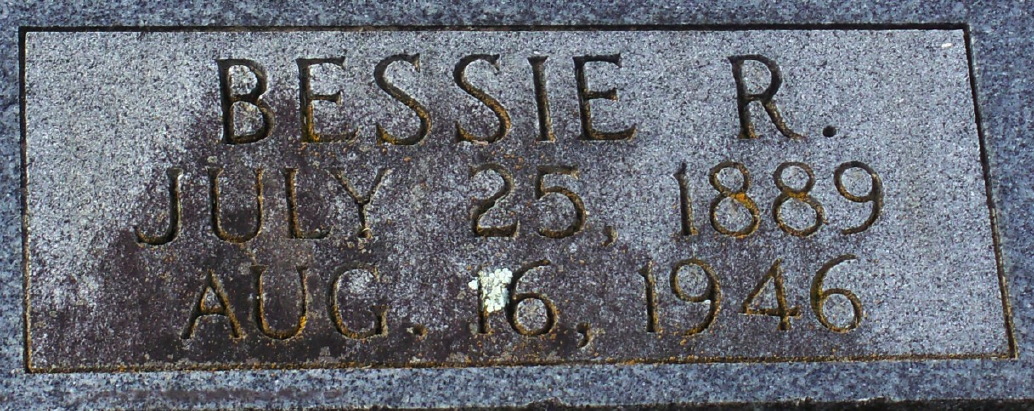 BESSIE R.
JULY 25, 1889
AUG. 16, 1946